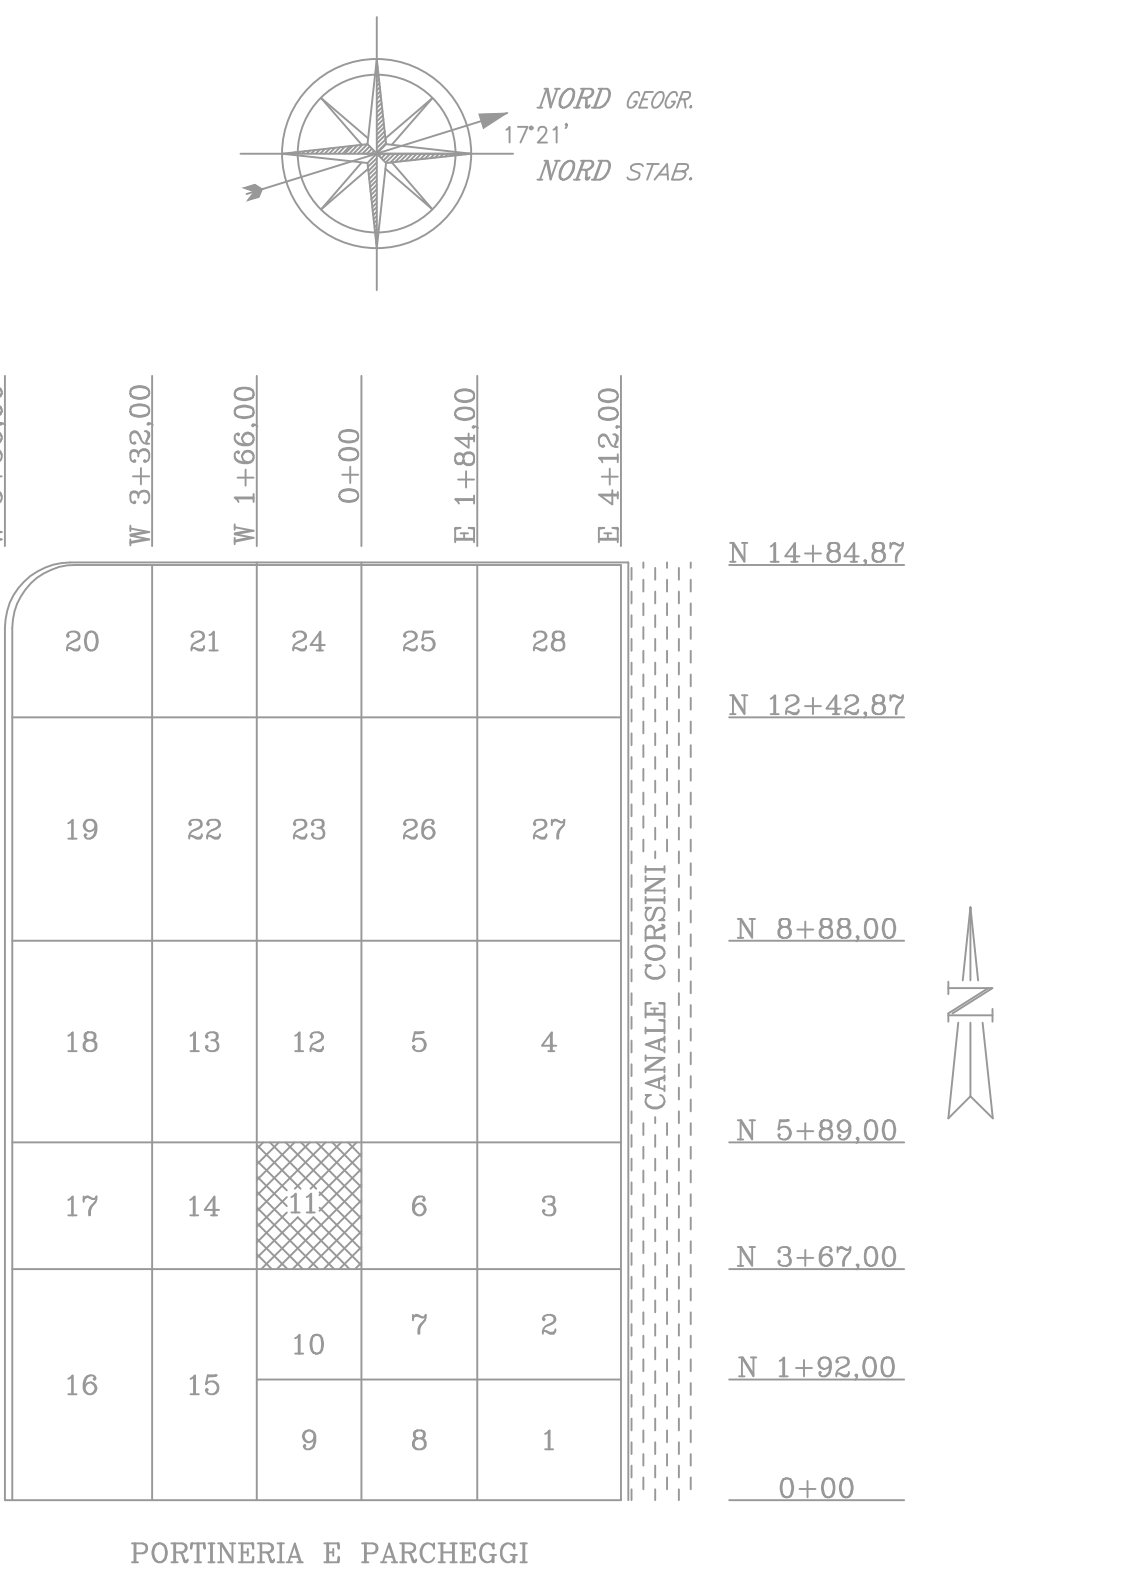 NORD GEOGR.
17°21'
NORD STAB.
W 3+32,00
W 1+66,00
0+00
E 1+84,00
E 4+12,00
N 14+84,87
20 21 24 25 28
N 12+42,87
19 22 23 26 27
CANALE CORSINI
N 8+88,00
N
18 13 12 5 4
N 5+89,00
17 14 11 6 3
N 3+67,00
7 2
10
N 1+92,00
16 15
9 8 1
0+00
PORTINERIA E PARCHEGGI